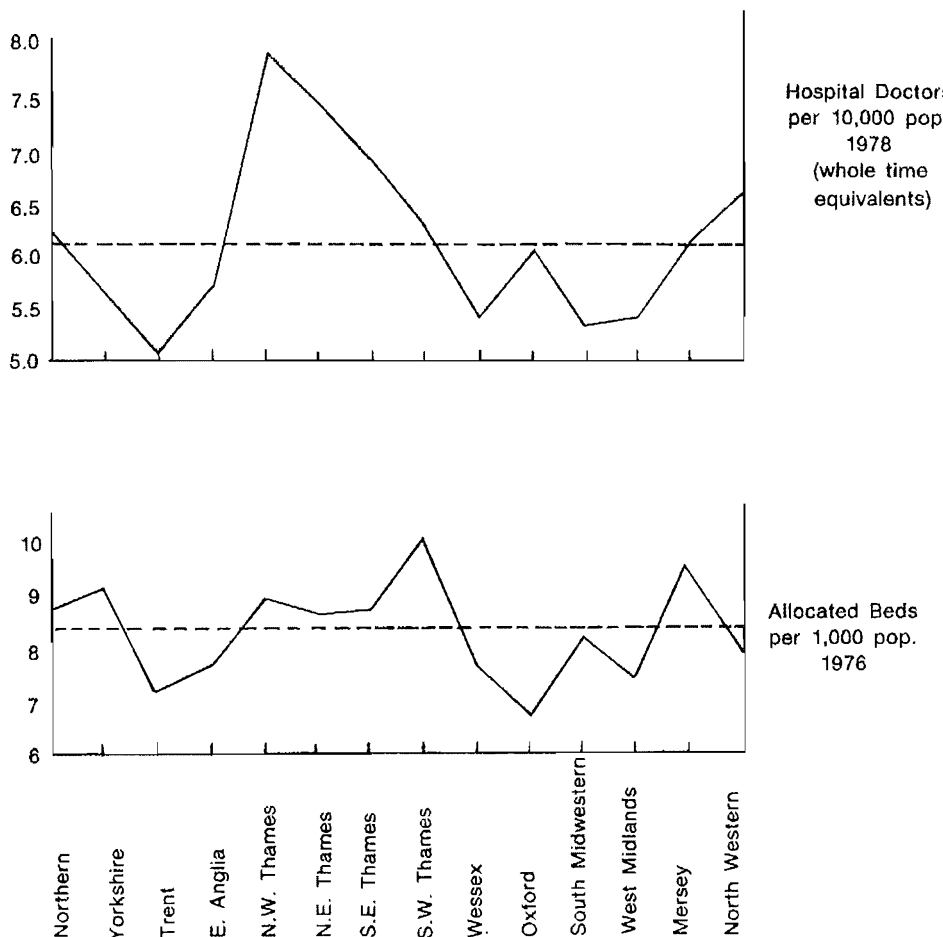 8.0
7.5
7.0
6.5
6.0
5.5
5.0
Hospital Doctors
per 10,000 pop.
1978
(whole time
equivalents)
10
9
8
7
6
Allocated Beds
per 1,000 pop.
1976
Northern
Yorkshire
Trent
E. Anglia
N.W. Thames
N.E. Thames
S.E. Thames
S.W. Thames
Wessex
Oxford
South Midwestern
West Midlands
Mersey
North Western